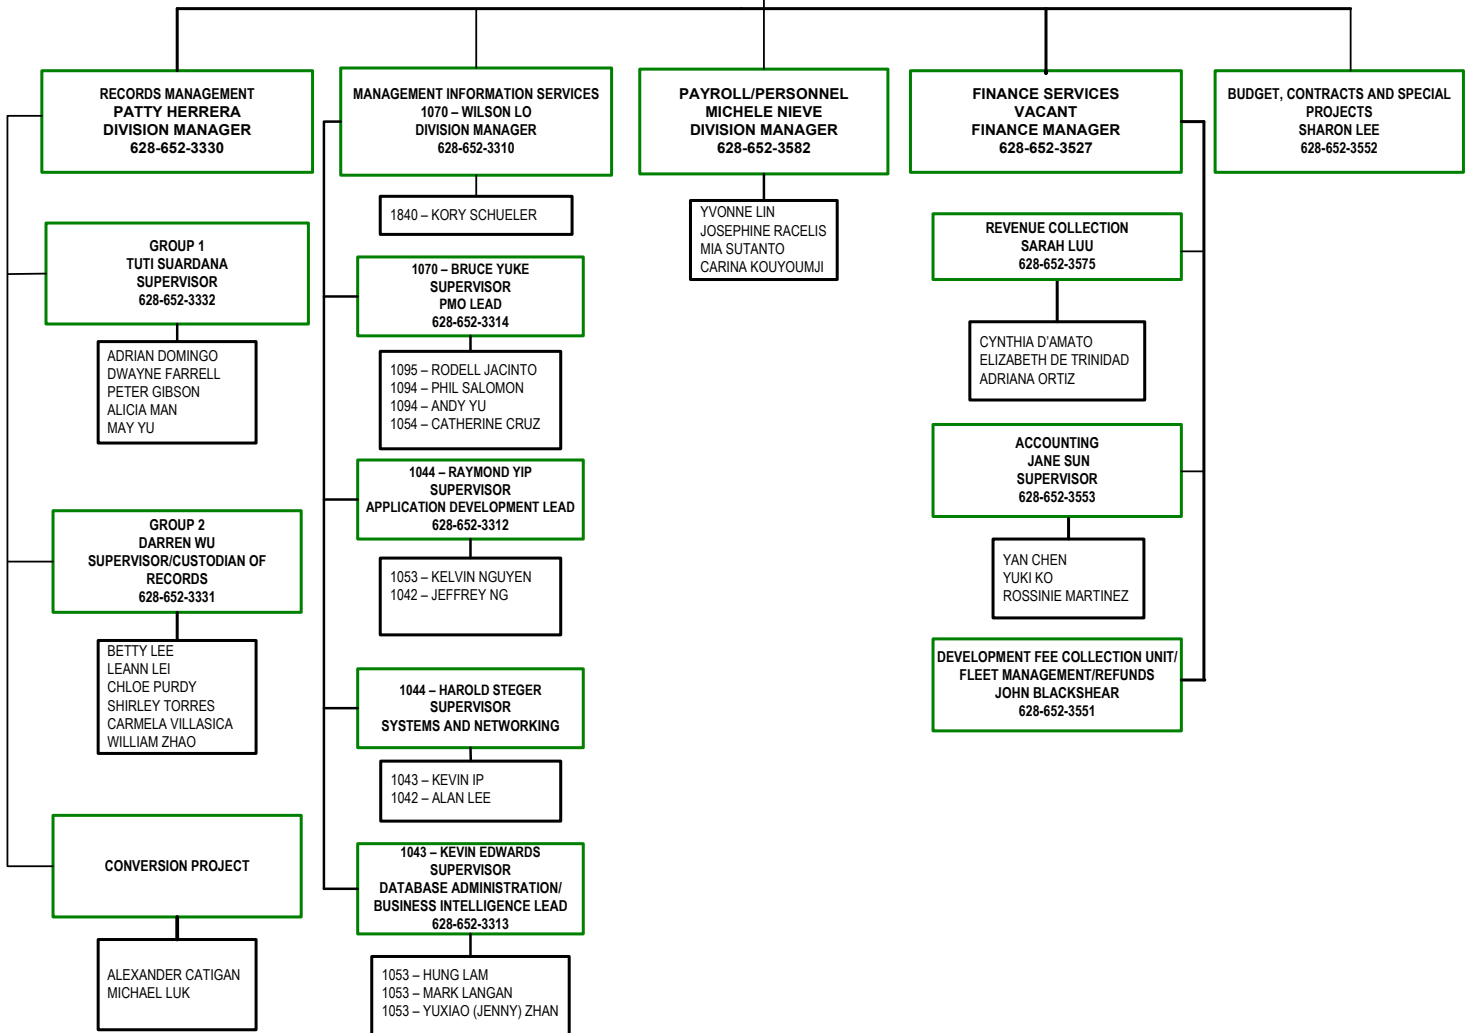 RECORDS MANAGEMENT
PATTY HERRERA
DIVISION MANAGER
628-652-3330
GROUP 1
TUTI SUARDANA
SUPERVISOR
628-652-3332
ADRIAN DOMINGO
DWAYNE FARRELL
PETER GIBSON
ALICIA MAN
MAY YU
GROUP 2
DARREN WU
SUPERVISOR/CUSTODIAN OF
RECORDS
628-652-3331
BETTY LEE
LEANN LEI
CHLOE PURDY
SHIRLEY TORRES
CARMELA VILLASICA
WILLIAM ZHAO
CONVERSION PROJECT
ALEXANDER CATIGAN
MICHAEL LUK
MANAGEMENT INFORMATION SERVICES
1070 – WILSON LO
DIVISION MANAGER
628-652-3310
1840 – KORY SCHUELER
1070 – BRUCE YUKE
SUPERVISOR
PMO LEAD
628-652-3314
1095 – RODELL JACINTO
1094 – PHIL SALOMON
1094 – ANDY YU
1054 – CATHERINE CRUZ
1044 – RAYMOND YIP
SUPERVISOR
APPLICATION DEVELOPMENT LEAD
628-652-3312
1053 – KELVIN NGUYEN
1042 – JEFFREY NG
1044 – HAROLD STEGER
SUPERVISOR
SYSTEMS AND NETWORKING
1043 – KEVIN IP
1042 – ALAN LEE
1043 – KEVIN EDWARDS
SUPERVISOR
DATABASE ADMINISTRATION/
BUSINESS INTELLIGENCE LEAD
628-652-3313
1053 – HUNG LAM
1053 – MARK LANGAN
1053 – YUXIAO (JENNY) ZHAN
PAYROLL/PERSONNEL
MICHELE NIEVE
DIVISION MANAGER
628-652-3582
YVONNE LIN
JOSEPHINE RACELIS
MIA SUTANTO
CARINA KOUYOUMJI
FINANCE SERVICES
VACANT
FINANCE MANAGER
628-652-3527
REVENUE COLLECTION
SARAH LUU
628-652-3575
CYNTHIA D'AMATO
ELIZABETH DE TRINIDAD
ADRIANA ORTIZ
ACCOUNTING
JANE SUN
SUPERVISOR
628-652-3553
YAN CHEN
YUKI KO
ROSSINIE MARTINEZ
DEVELOPMENT FEE COLLECTION UNIT/
FLEET MANAGEMENT/REFUNDS
JOHN BLACKSHEAR
628-652-3551
BUDGET, CONTRACTS AND SPECIAL
PROJECTS
SHARON LEE
628-652-3552